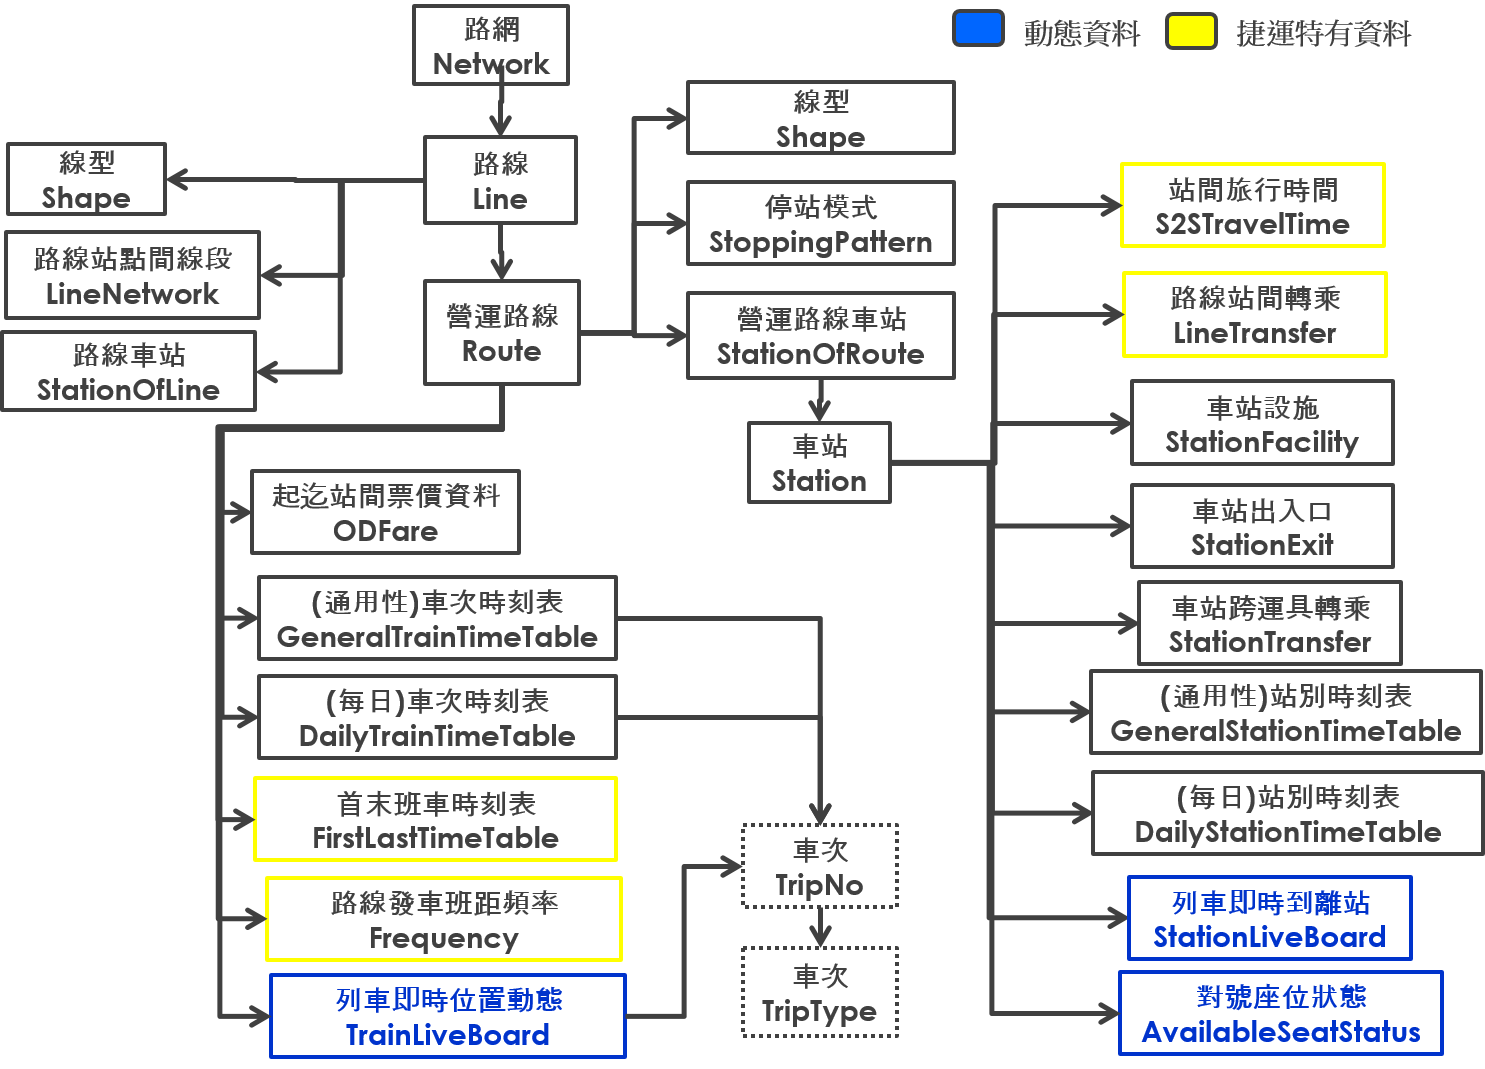 路網
Network
動態資料
捷運特有資料
線型
Shape
路線
Line
線型
Shape
路線站點間線段
LineNetwork
路線車站
StationOfLine
營運路線
Route
停站模式
StoppingPattern
營運路線車站
StationOfRoute
車站
Station
站間旅行時間
S2STravelTime
路線站間轉乘
LineTransfer
車站設施
StationFacility
車站出入口
StationExit
車站跨運具轉乘
StationTransfer
(通用性)站別時刻表
GeneralStationTimeTable
(每日)站別時刻表
DailyStationTimeTable
列車即時到離站
StationLiveBoard
對號座位狀態
AvailableSeatStatus
起迄站間票價資料
ODFare
(通用性)車次時刻表
GeneralTrainTimeTable
(每日)車次時刻表
DailyTrainTimeTable
首末班車時刻表
FirstLastTimeTable
路線發車班距頻率
Frequency
列車即時位置動態
TrainLiveBoard
車次
TripNo
車次
TripType